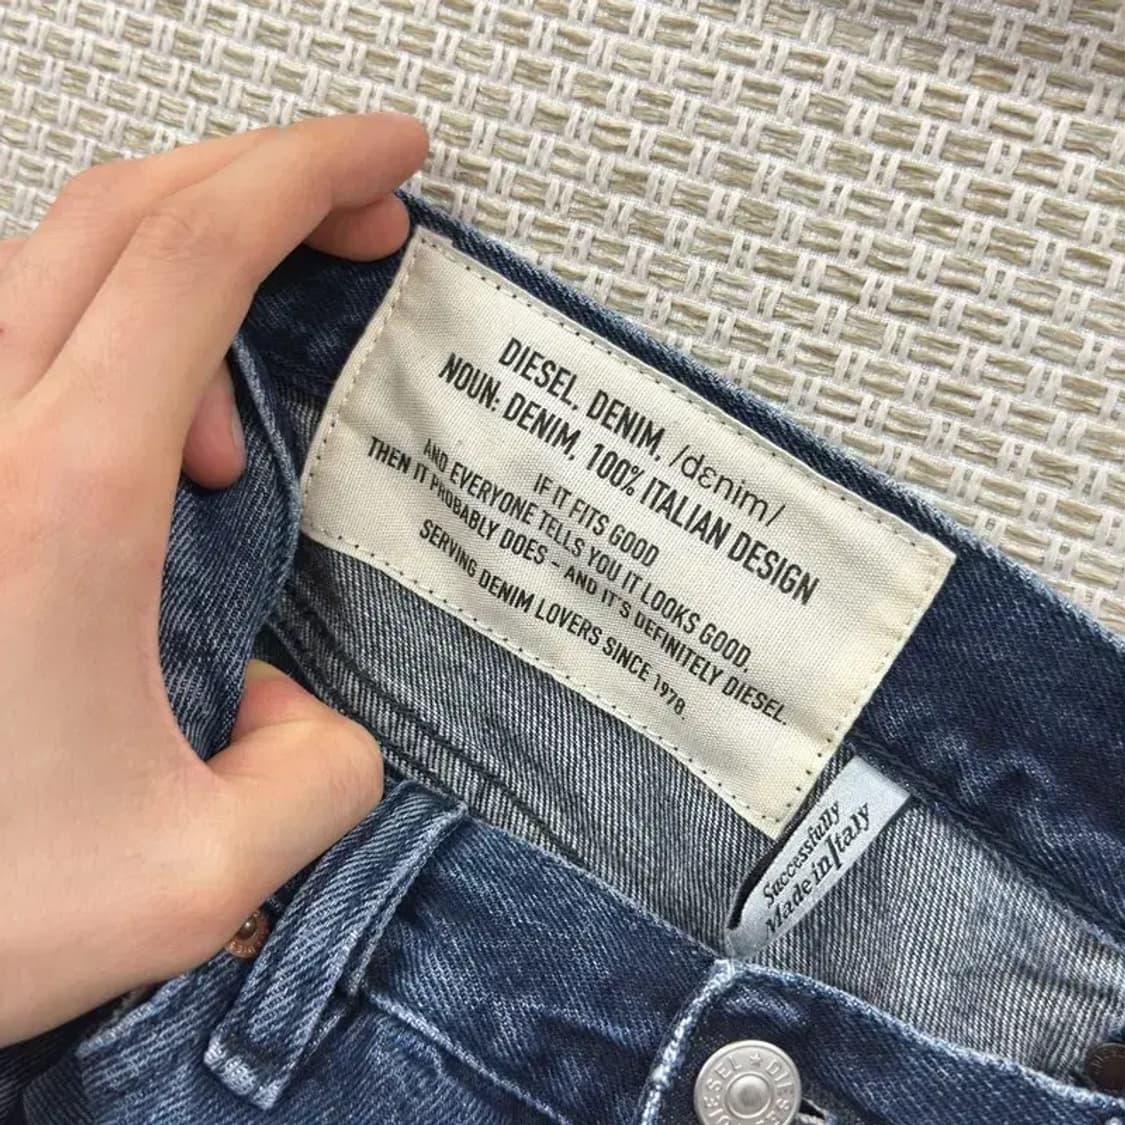 DIESEL, DENIM, /dɛnim/
NOUN: DENIM, 100% ITALIAN DESIGN
IF IT FITS GOOD
AND EVERYONE TELLS YOU IT LOOKS GOOD.
THEN IT PROBABLY DOES - AND IT'S DEFINITELY DIESEL.
SERVING DENIM LOVERS SINCE 1978.
Successfully
Made in Italy
DIESEL ★ DIESEL